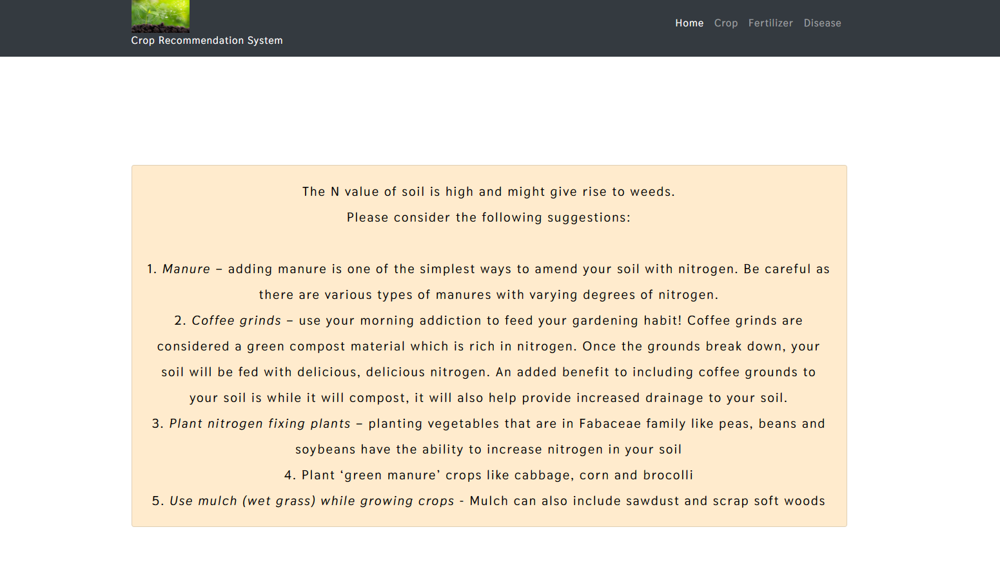 Home Crop Fertilizer Disease
Crop Recommendation System
The N value of soil is high and might give rise to weeds.
Please consider the following suggestions:
1. Manure – adding manure is one of the simplest ways to amend your soil with nitrogen. Be careful as
there are various types of manures with varying degrees of nitrogen.
2. Coffee grinds – use your morning addiction to feed your gardening habit! Coffee grinds are
considered a green compost material which is rich in nitrogen. Once the grounds break down, your
soil will be fed with delicious, delicious nitrogen. An added benefit to including coffee grounds to
your soil is while it will compost, it will also help provide increased drainage to your soil.
3. Plant nitrogen fixing plants – planting vegetables that are in Fabaceae family like peas, beans and
soybeans have the ability to increase nitrogen in your soil
4. Plant ‘green manure’ crops like cabbage, corn and brocolli
5. Use mulch (wet grass) while growing crops - Mulch can also include sawdust and scrap soft woods